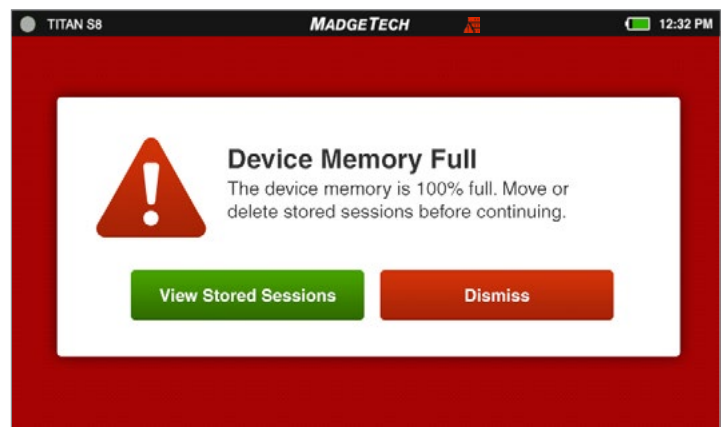 TITAN S8
MADGETECH
12:32 PM
Device Memory Full
The device memory is 100% full. Move or
delete stored sessions before continuing.
View Stored Sessions
Dismiss